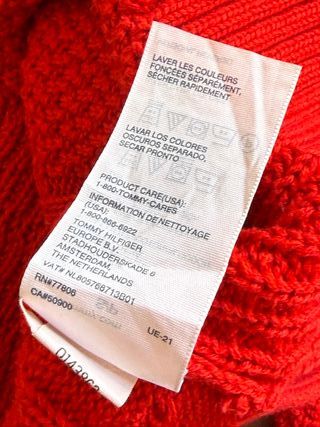 LAVER LES COULEURS
FONCÉES SÉPARÉMENT,
SÉCHER RAPIDEMENT
LAVAR LOS COLORES
OSCUROS SEPARADO,
SECAR PRONTO
PRODUCT CARE(USA):
1-800-TOMMY-CARES
INFORMATION DE NETTOYAGE
(USA):
1-800-866-6922
TOMMY HILFIGER
EUROPE B.V.
STADHOUDERSKADE 6
AMSTERDAM,
THE NETHERLANDS
VAT# NL805766713B01
RN#77806
CA#50900
UE-21